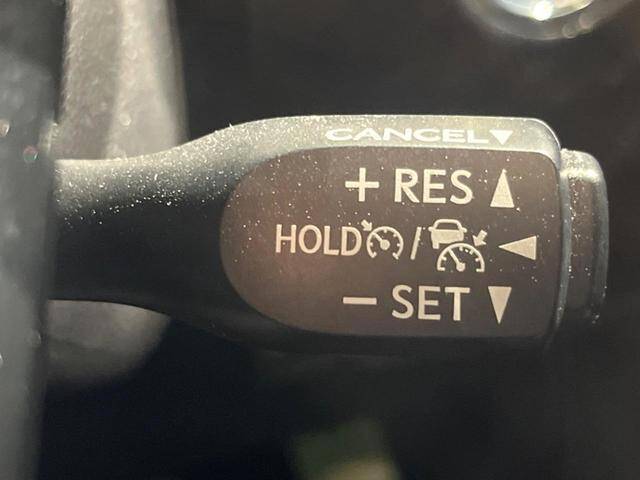 CANCEL▼
+ RES ▲
HOLD / ◀
− SET ▼